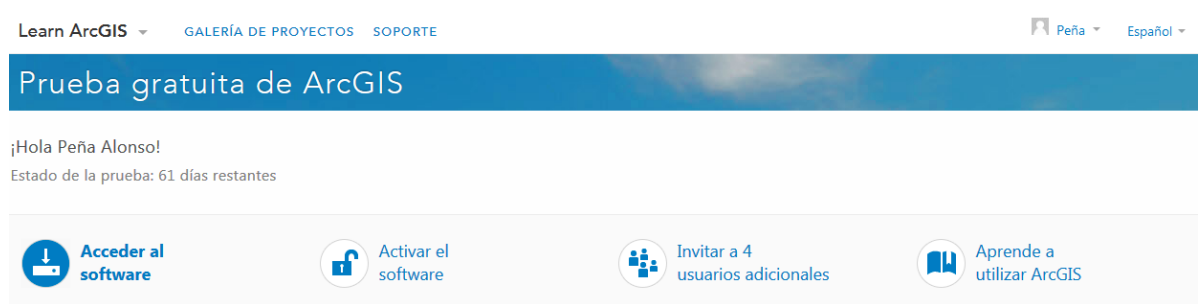 Learn ArcGIS GALERÍA DE PROYECTOS SOPORTE Peña Español
Prueba gratuita de ArcGIS
¡Hola Peña Alonso!
Estado de la prueba: 61 días restantes
Acceder al
software
Activar el
software
Invitar a 4
usuarios adicionales
Aprende a
utilizar ArcGIS